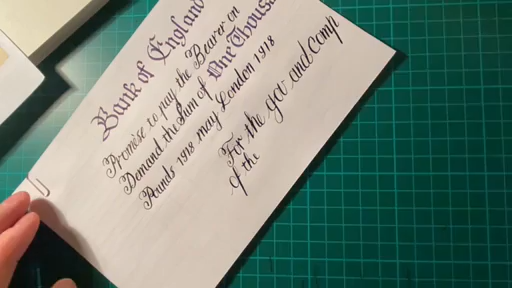 Bank of England
Promise to pay the Bearer on
Demand the Sum of One Thous
Pounds 1918 may London 1918
For the gov and Comp
of the